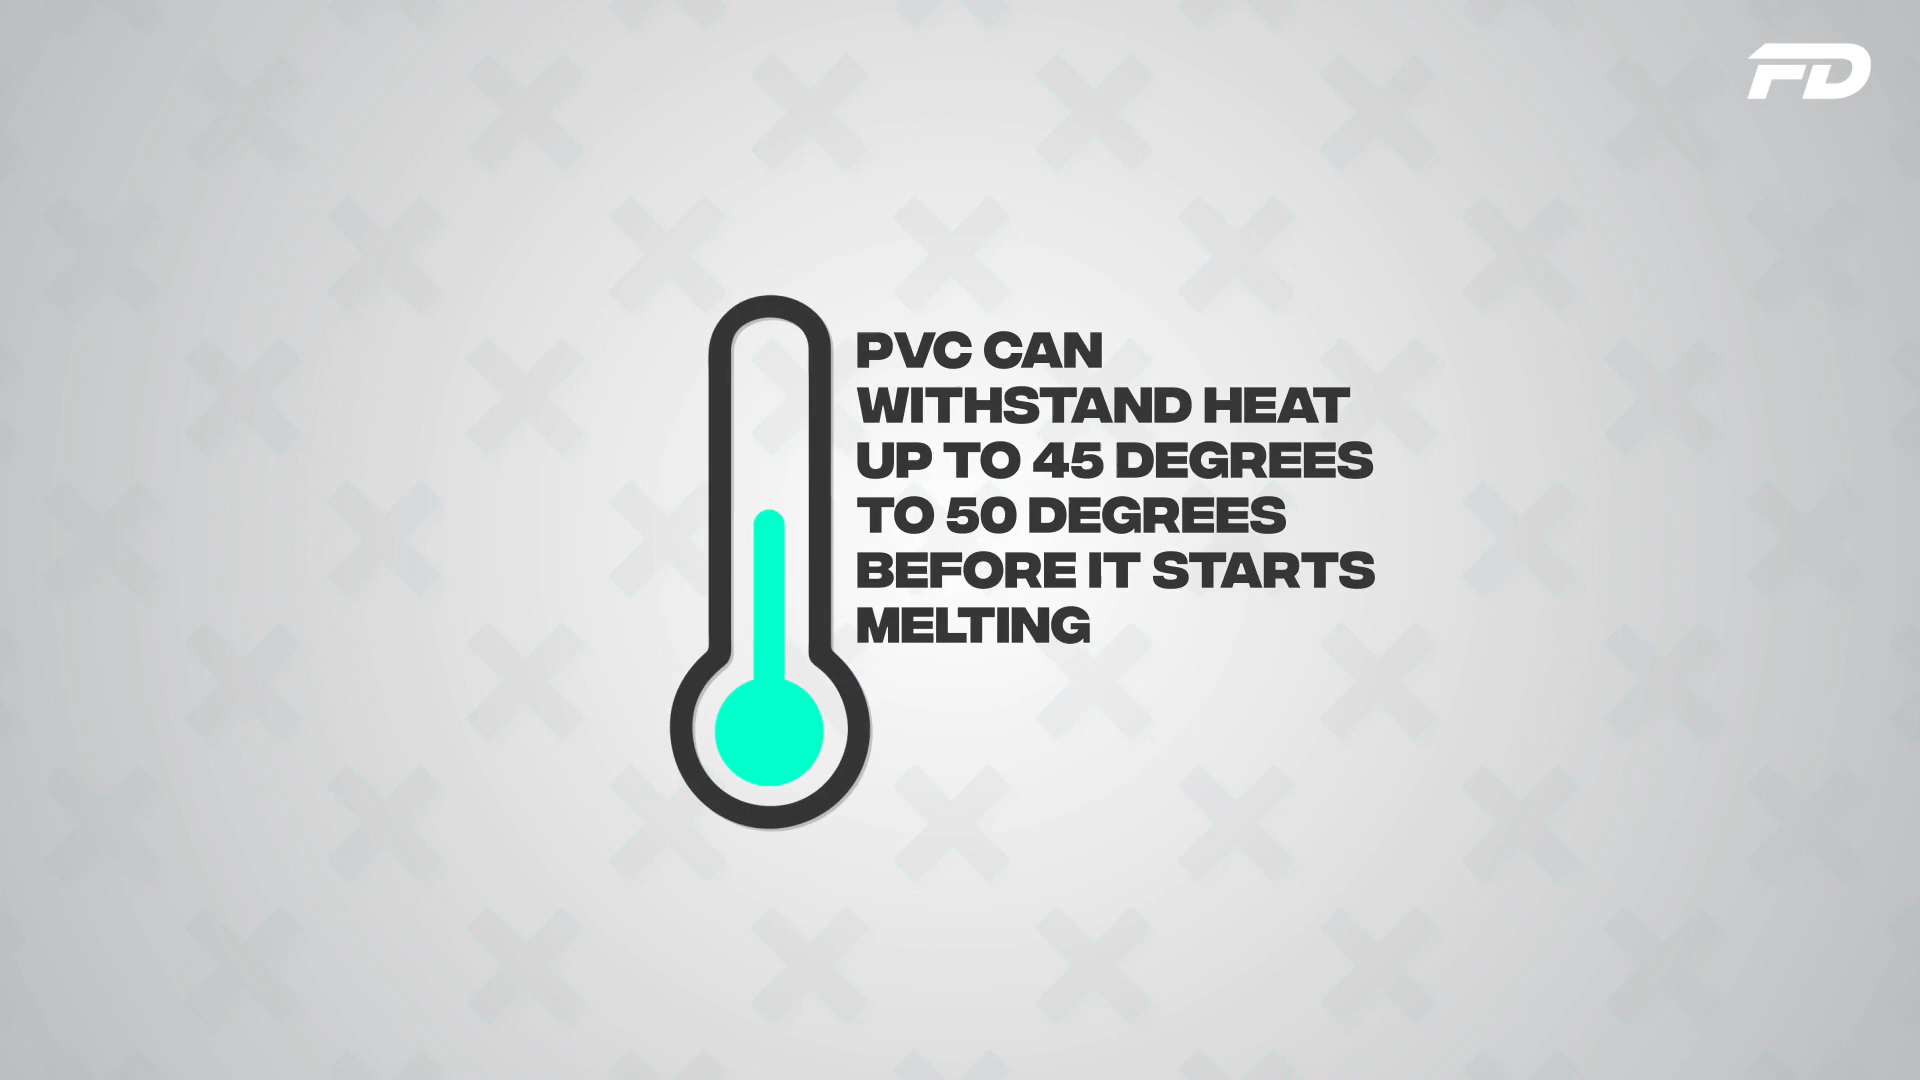 FD
PVC CAN
WITHSTAND HEAT
UP TO 45 DEGREES
TO 50 DEGREES
BEFORE IT STARTS
MELTING